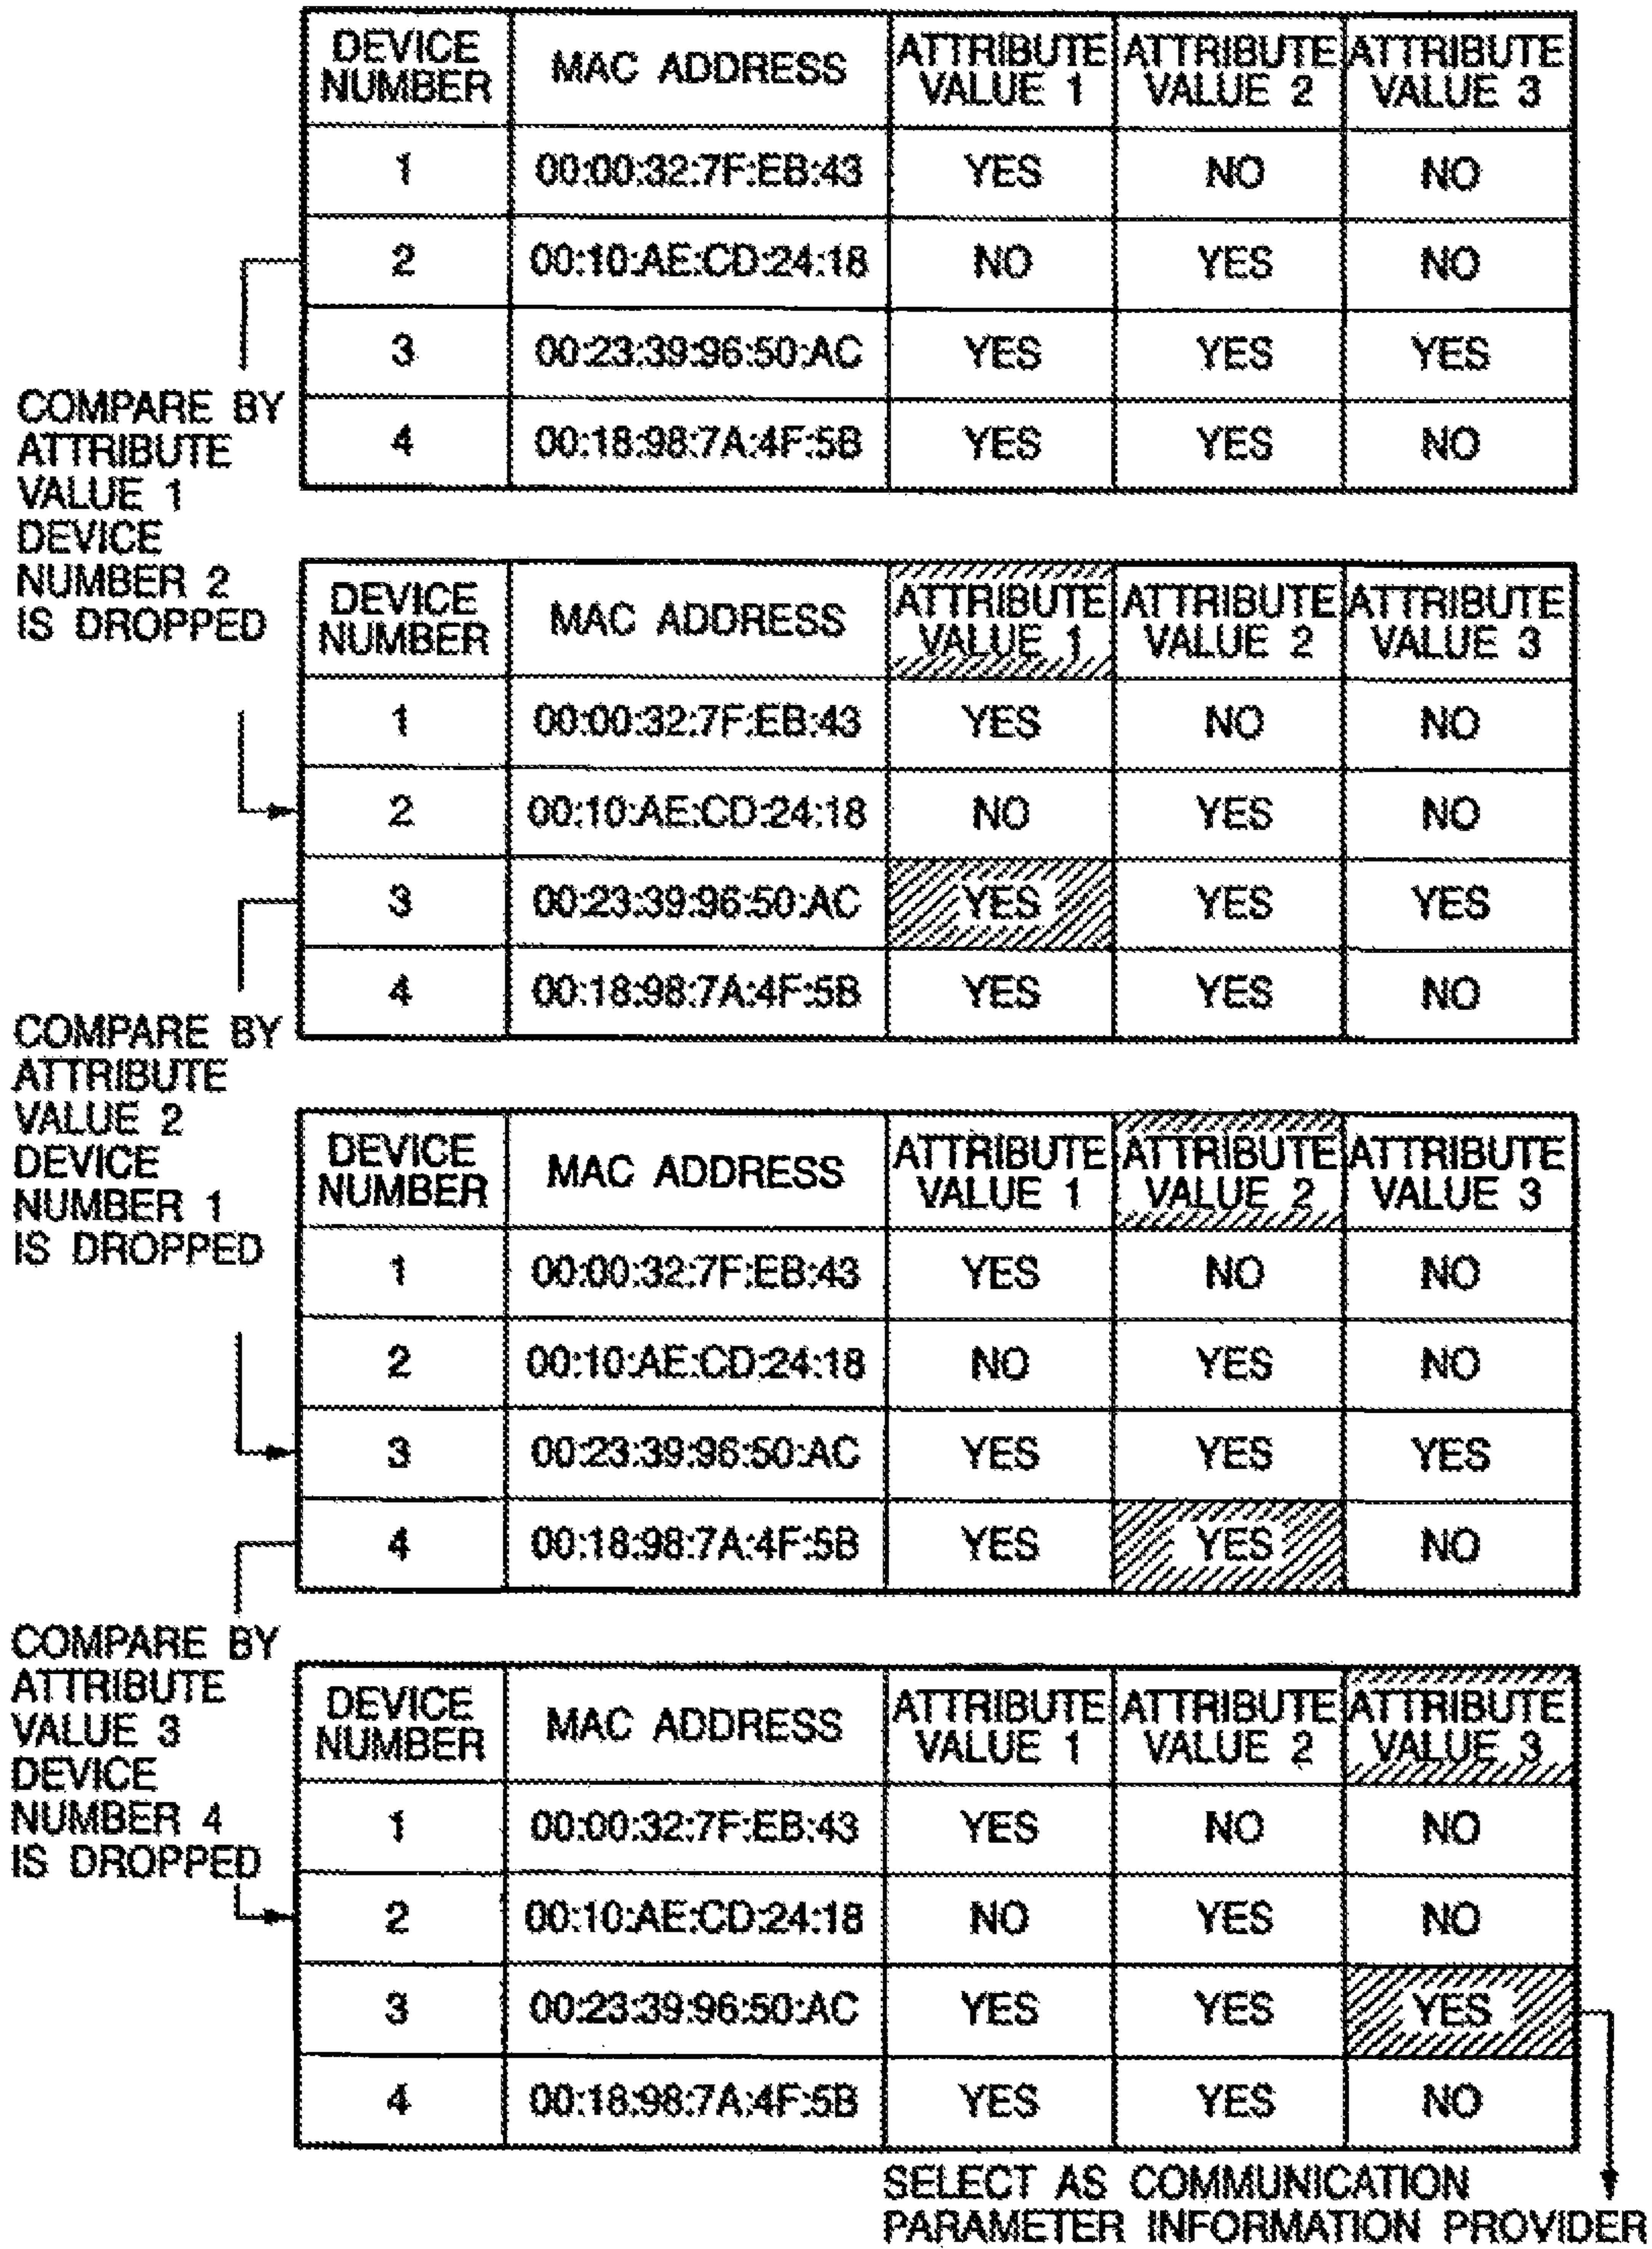 DEVICE NUMBER MAC ADDRESS ATTRIBUTE VALUE 1 ATTRIBUTE VALUE 2 ATTRIBUTE VALUE 3
1 00:00:32:7F:EB:43 YES NO NO
2 00:10:AE:CD:24:18 NO YES NO
3 00:23:39:96:50:AC YES YES YES
4 00:18:98:7A:4F:5B YES YES NO
COMPARE BY
ATTRIBUTE
VALUE 1
DEVICE
NUMBER 2
IS DROPPED
DEVICE NUMBER MAC ADDRESS ATTRIBUTE VALUE 1 ATTRIBUTE VALUE 2 ATTRIBUTE VALUE 3
1 00:00:32:7F:EB:43 YES NO NO
2 00:10:AE:CD:24:18 NO YES NO
3 00:23:39:96:50:AC YES YES YES
4 00:18:98:7A:4F:5B YES YES NO
COMPARE BY
ATTRIBUTE
VALUE 2
DEVICE
NUMBER 1
IS DROPPED
DEVICE NUMBER MAC ADDRESS ATTRIBUTE VALUE 1 ATTRIBUTE VALUE 2 ATTRIBUTE VALUE 3
1 00:00:32:7F:EB:43 YES NO NO
2 00:10:AE:CD:24:18 NO YES NO
3 00:23:39:96:50:AC YES YES YES
4 00:18:98:7A:4F:5B YES YES NO
COMPARE BY
ATTRIBUTE
VALUE 3
DEVICE
NUMBER 4
IS DROPPED
DEVICE NUMBER MAC ADDRESS ATTRIBUTE VALUE 1 ATTRIBUTE VALUE 2 ATTRIBUTE VALUE 3
1 00:00:32:7F:EB:43 YES NO NO
2 00:10:AE:CD:24:18 NO YES NO
3 00:23:39:96:50:AC YES YES YES
4 00:18:98:7A:4F:5B YES YES NO
SELECT AS COMMUNICATION
PARAMETER INFORMATION PROVIDER